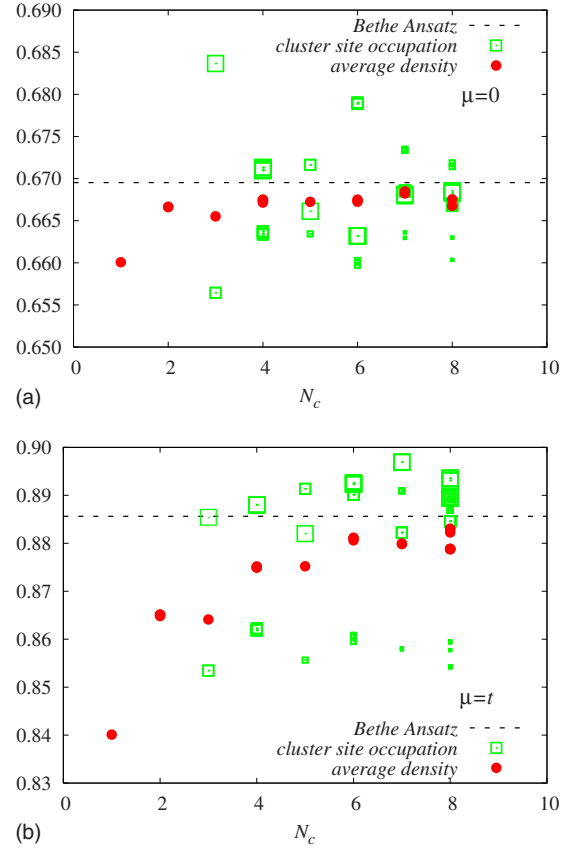 0.690
0.685
0.680
0.675
0.670
0.665
0.660
0.655
0.650
Bethe Ansatz
cluster site occupation
average density
μ=0
0 2 4 6 8 10
(a)
N_c
0.90
0.89
0.88
0.87
0.86
0.85
0.84
0.83
μ=t
Bethe Ansatz
cluster site occupation
average density
0 2 4 6 8 10
(b)
N_c